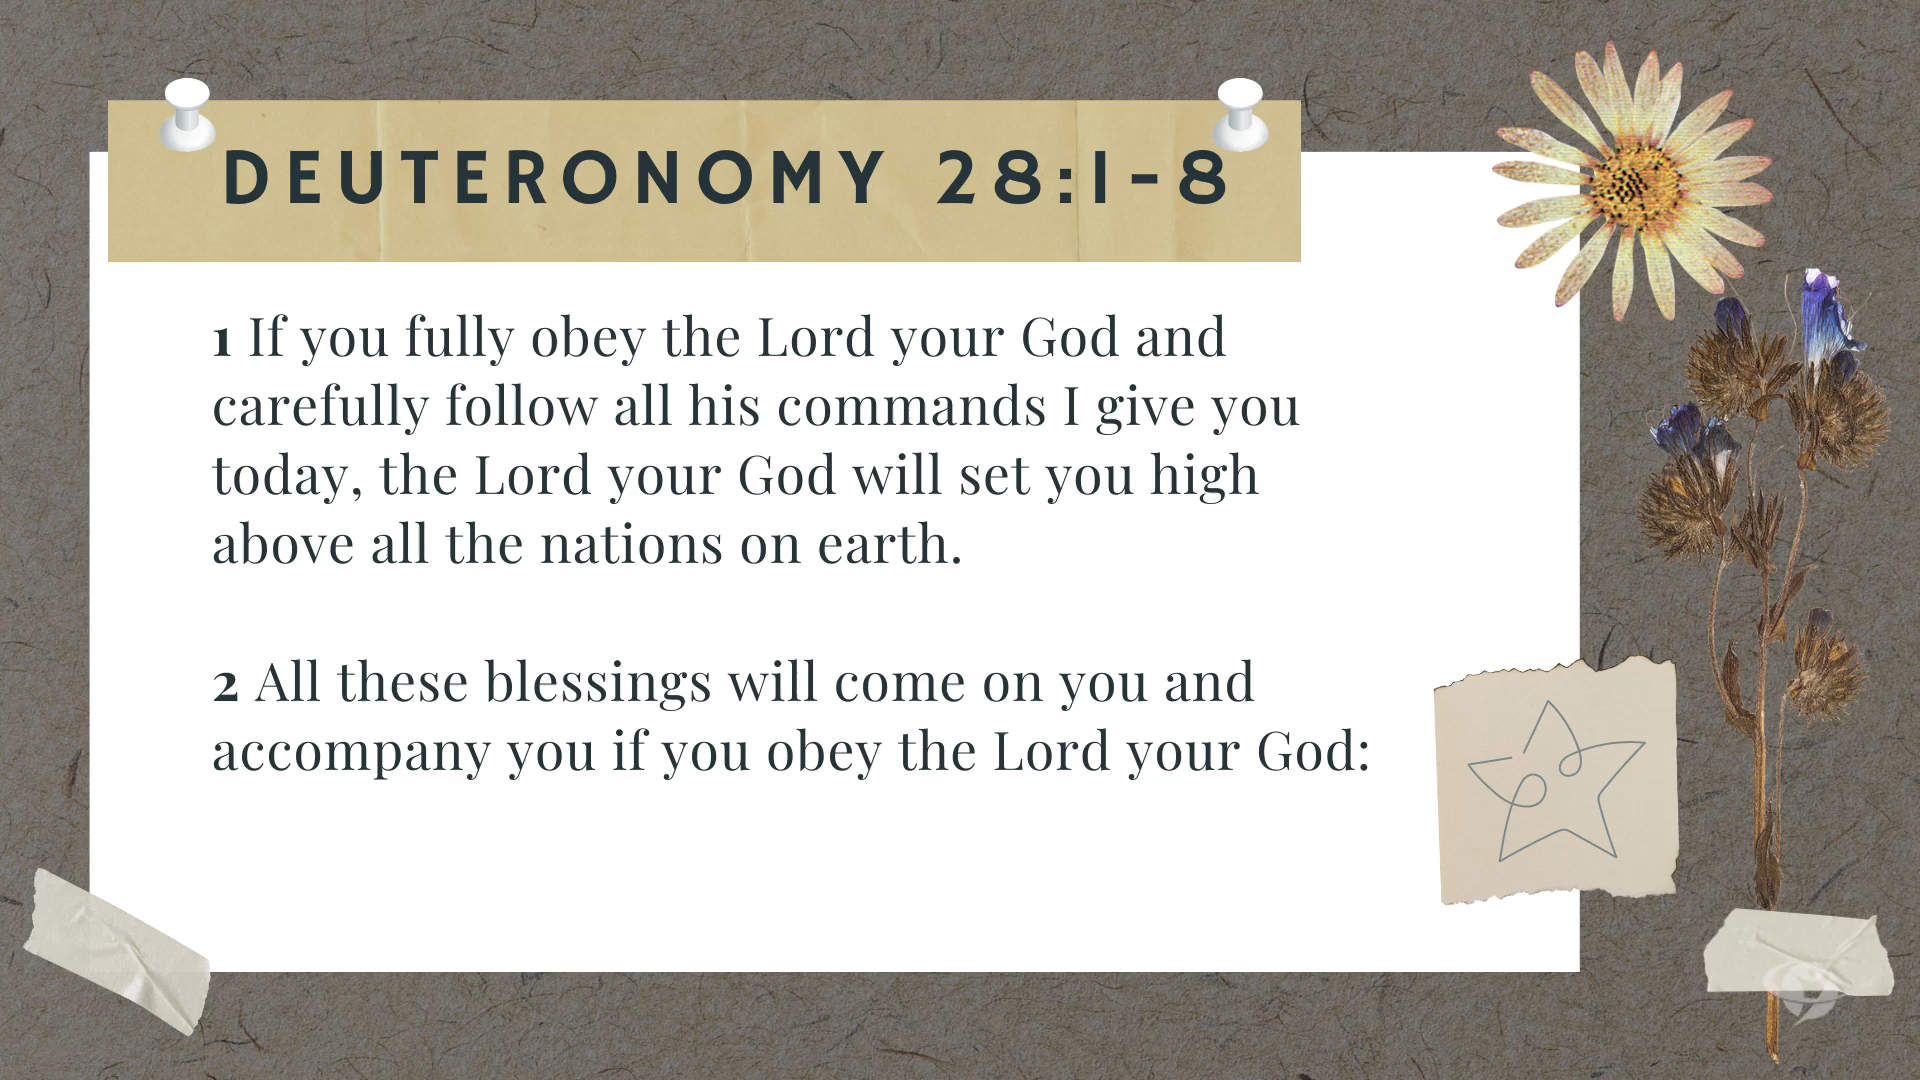 DEUTERONOMY 28:1-8
1 If you fully obey the Lord your God and
carefully follow all his commands I give you
today, the Lord your God will set you high
above all the nations on earth.
2 All these blessings will come on you and
accompany you if you obey the Lord your God: